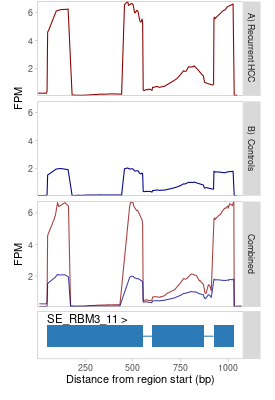 6
4
2
FPM
A) Recurrent HCC
6
4
2
B) Controls
6
4
2
FPM
Combined
SE_RBM3_11 >
250 500 750 1000
Distance from region start (bp)